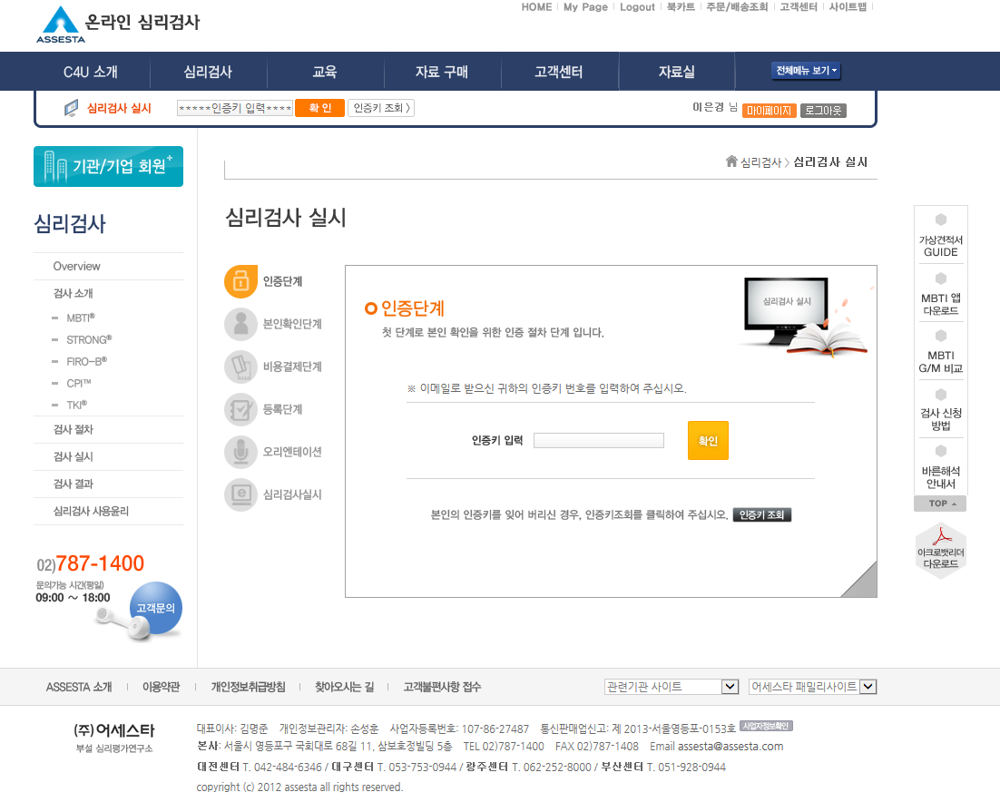 HOME My Page Logout 북카트 주문/배송조회 고객센터 사이트맵
ASSESTA 온라인 심리검사
C4U 소개 심리검사 교육 자료 구매 고객센터 자료실 전체메뉴 보기
심리검사 실시 *****인증키 입력**** 확 인 인증키 조회 〉 이은경 님 마이페이지 로그아웃
기관/기업 회원+
심리검사 > 심리검사 실시
심리검사
Overview
검사 소개
MBTI®
STRONG®
FIRO-B®
CPI™
TKI®
검사 절차
검사 실시
검사 결과
심리검사 사용윤리
02)787-1400
문의가능 시간(평일)
09:00 ~ 18:00
고객문의
심리검사 실시
인증단계
본인확인단계
비용결제단계
등록단계
오리엔테이션
심리검사실시
인증단계
첫 단계로 본인 확인을 위한 인증 절차 단계 입니다.
심리검사 실시
※ 이메일로 받으신 귀하의 인증키 번호를 입력하여 주십시오.
인증키 입력 확인
본인의 인증키를 잊어 버리신 경우, 인증키조회를 클릭하여 주십시오. 인증키 조회
가상견적서
GUIDE
MBTI 앱
다운로드
MBTI
G/M 비교
검사 신청
방법
바른해석
안내서
TOP
아크로뱃리더
다운로드
ASSESTA 소개 이용약관 개인정보취급방침 찾아오시는 길 고객불편사항 접수 관련기관 사이트 어세스타 패밀리사이트
(주)어세스타
부설 심리평가연구소
대표이사: 김명준 개인정보관리자: 손성훈 사업자등록번호: 107-86-27487 통신판매업신고: 제 2013-서울영등포-0153호 사업자정보확인
본사: 서울시 영등포구 국회대로 68길 11, 삼보호정빌딩 5층 TEL 02)787-1400 FAX 02)787-1408 Email assesta@assesta.com
대전센터 T. 042-484-6346 / 대구센터 T. 053-753-0944 / 광주센터 T. 062-252-8000 / 부산센터 T. 051-928-0944
copyright (c) 2012 assesta all rights reserved.